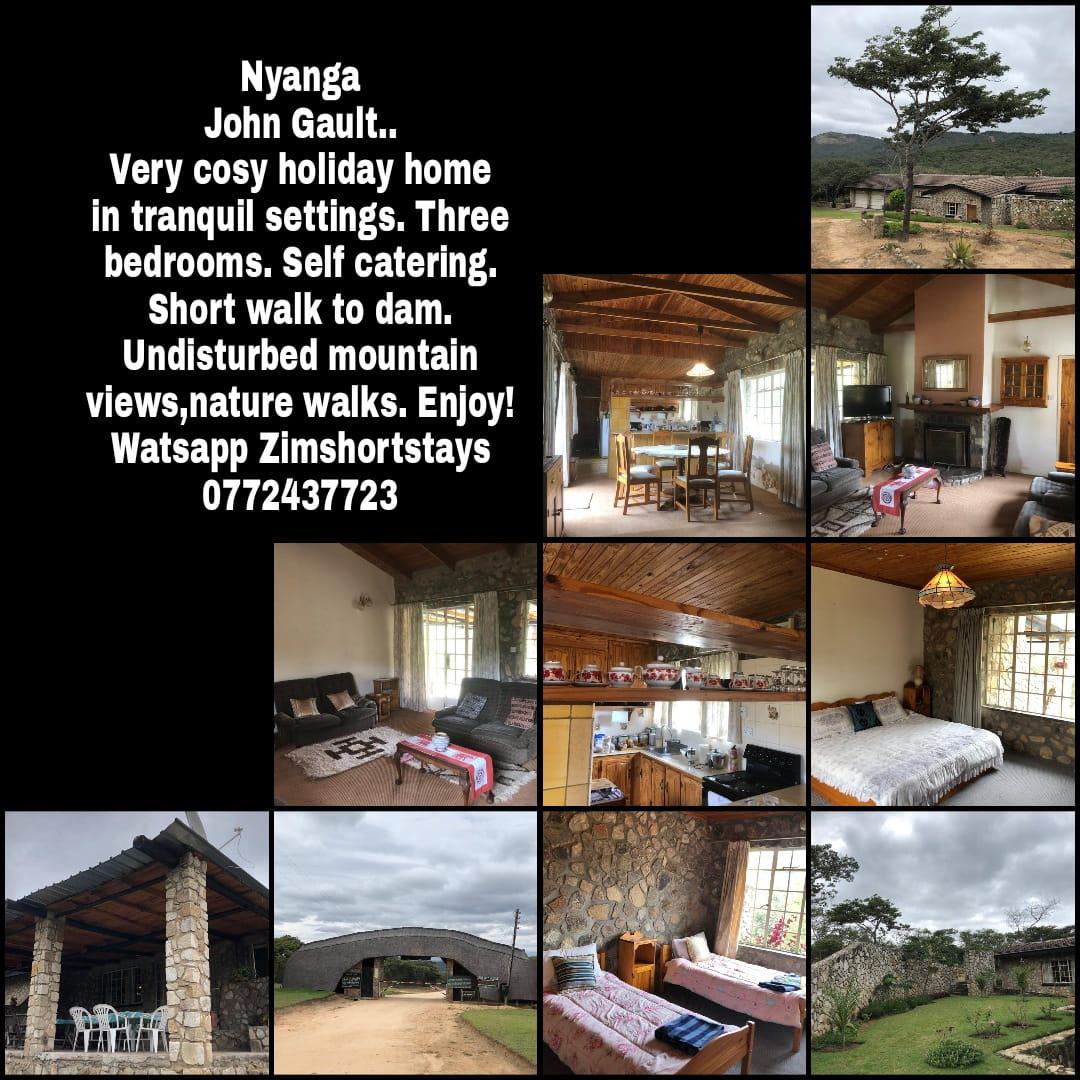 Nyanga
John Gault..
Very cosy holiday home
in tranquil settings. Three
bedrooms. Self catering.
Short walk to dam.
Undisturbed mountain
views,nature walks. Enjoy!
Watsapp Zimshortstays
0772437723